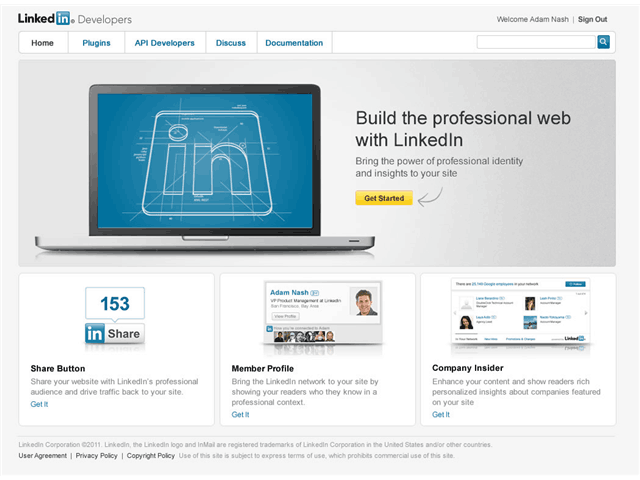 Linked in® Developers
Welcome Adam Nash | Sign Out
Home Plugins API Developers Discuss Documentation
in
Build the professional web
with LinkedIn
Bring the power of professional identity
and insights to your site
Get Started
153
in Share
Adam Nash
VP Product Management at LinkedIn
San Francisco, Bay Area
View Profile
There are 23,149 Google employees in your network
Linked in
Share Button
Share your website with LinkedIn's professional
audience and drive traffic back to your site.
Get It
Member Profile
Bring the LinkedIn network to your site by
showing your readers who they know in a
professional context.
Get It
Company Insider
Enhance your content and show readers rich
personalized insights about companies featured
on your site
Get It
LinkedIn Corporation ©2011. LinkedIn, the LinkedIn logo and InMail are registered trademarks of LinkedIn Corporation in the United States and/or other countries.
User Agreement | Privacy Policy | Copyright Policy Use of this site is subject to express terms of use, which prohibits commercial use of this site.